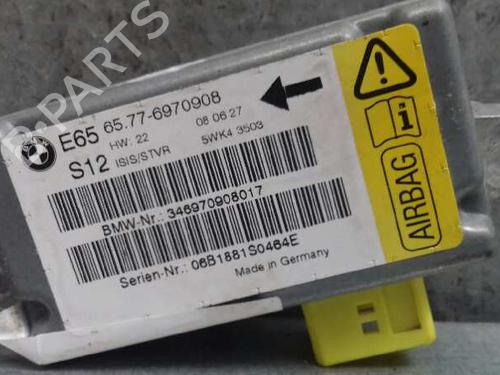 B-PARTS
BMW
E65 65.77-6970908
HW: 22 08 06 27
S12 ISIS/STVR 5WK4 3503
BMW-Nr.: 346970908017
Serien-Nr.: 06B1881S0464E
Made in Germany
AIRBAG